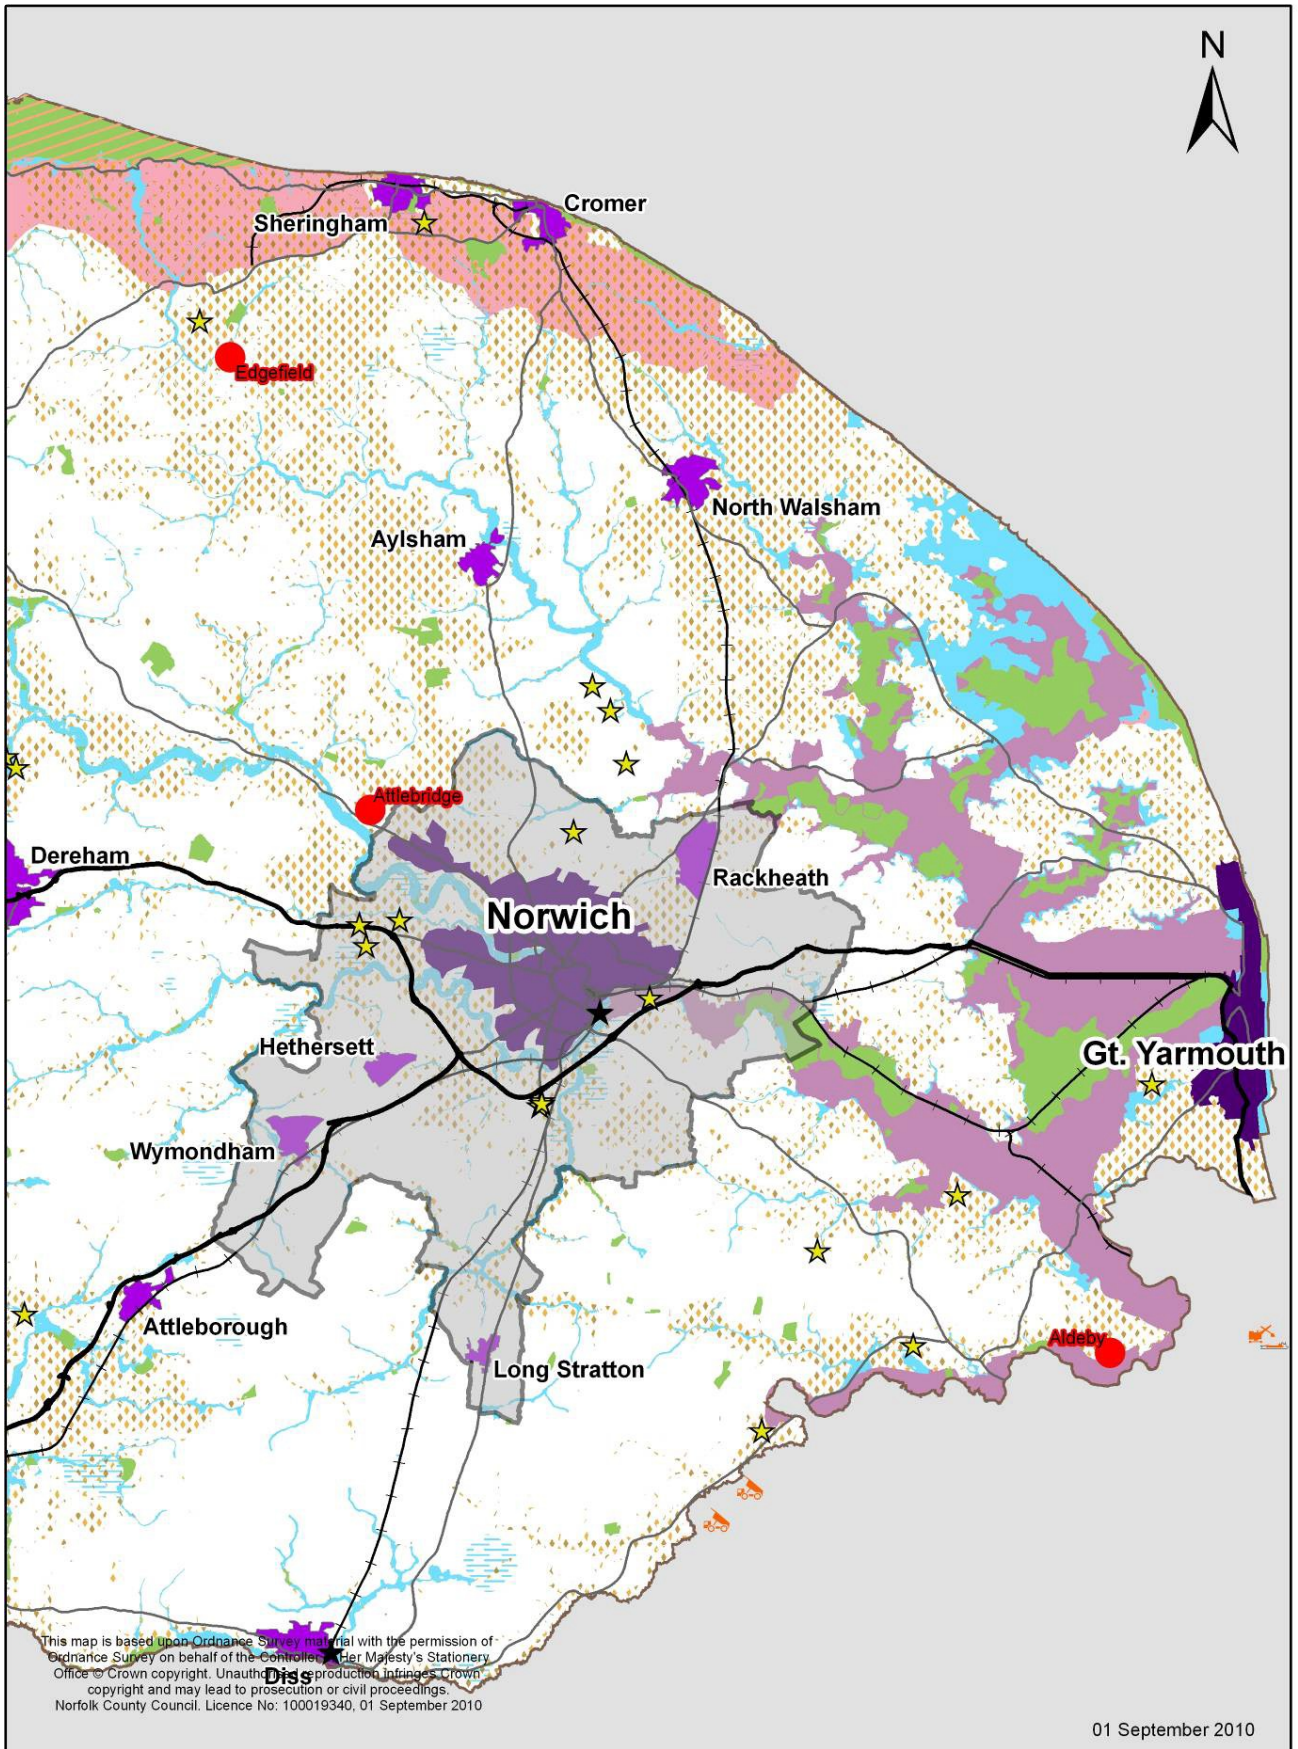 N
Cromer
Sheringham
Edgefield
North Walsham
Aylsham
Attlebridge
Dereham
Rackheath
Norwich
Hethersett
Gt. Yarmouth
Wymondham
Attleborough
Aldeby
Long Stratton
This map is based upon Ordnance Survey material with the permission of
Ordnance Survey on behalf of the Controller of Her Majesty's Stationery
Office © Crown copyright. Unauthorised reproduction infringes Crown
Diss
copyright and may lead to prosecution or civil proceedings.
Norfolk County Council. Licence No: 100019340, 01 September 2010
01 September 2010